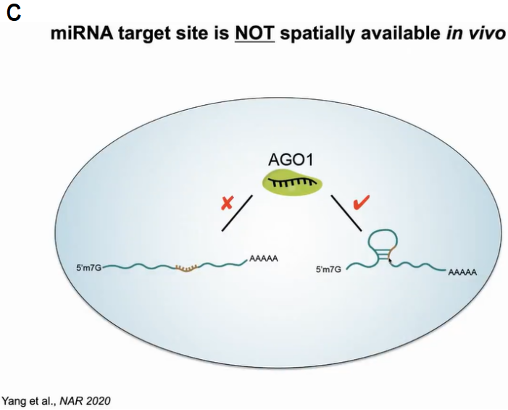 C
miRNA target site is NOT spatially available in vivo
AGO1
5'm7G
AAAAA
5'm7G
AAAAA
Yang et al., NAR 2020